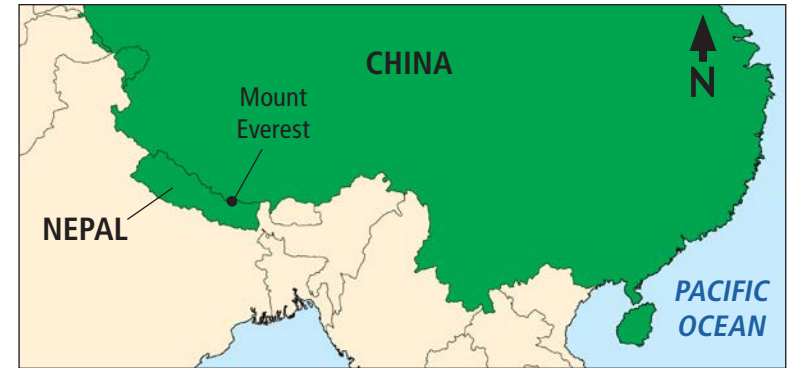 CHINA
N
Mount
Everest
NEPAL
PACIFIC
OCEAN